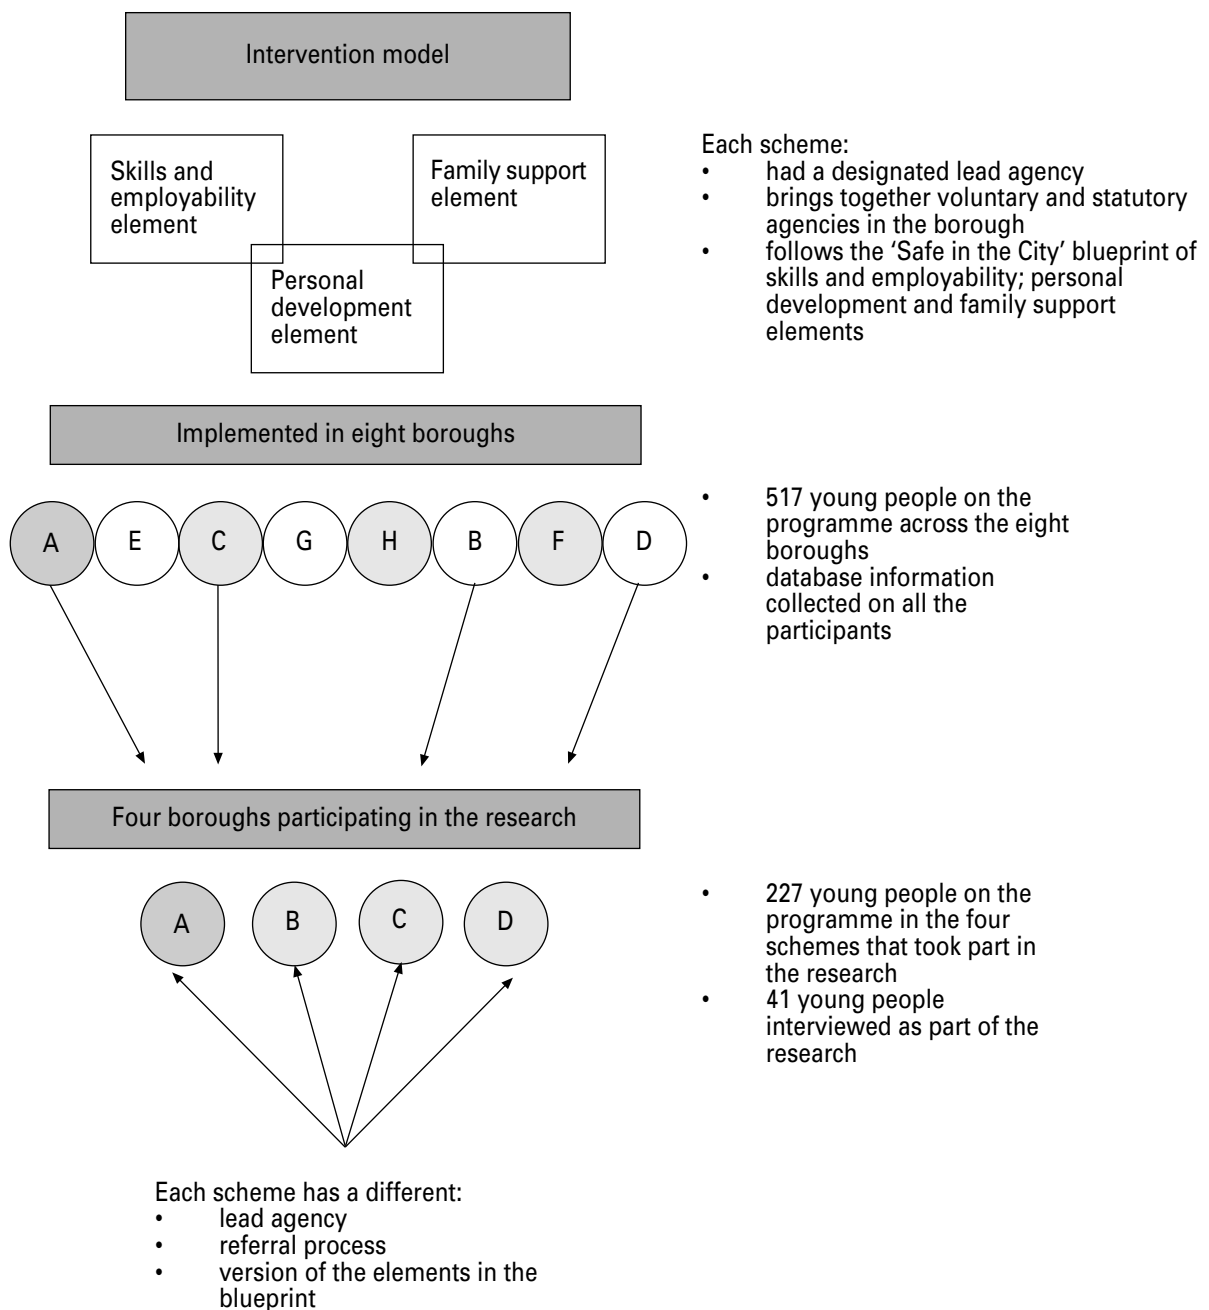 Intervention model
Skills and
employability
element
Family support
element
Personal
development
element
Each scheme:
• had a designated lead agency
• brings together voluntary and statutory
agencies in the borough
• follows the ‘Safe in the City’ blueprint of
skills and employability; personal
development and family support
elements
Implemented in eight boroughs
A E C G H B F D
• 517 young people on the
programme across the eight
boroughs
• database information
collected on all the
participants
Four boroughs participating in the research
A B C D
• 227 young people on the
programme in the four
schemes that took part in
the research
• 41 young people
interviewed as part of the
research
Each scheme has a different:
• lead agency
• referral process
• version of the elements in the
blueprint